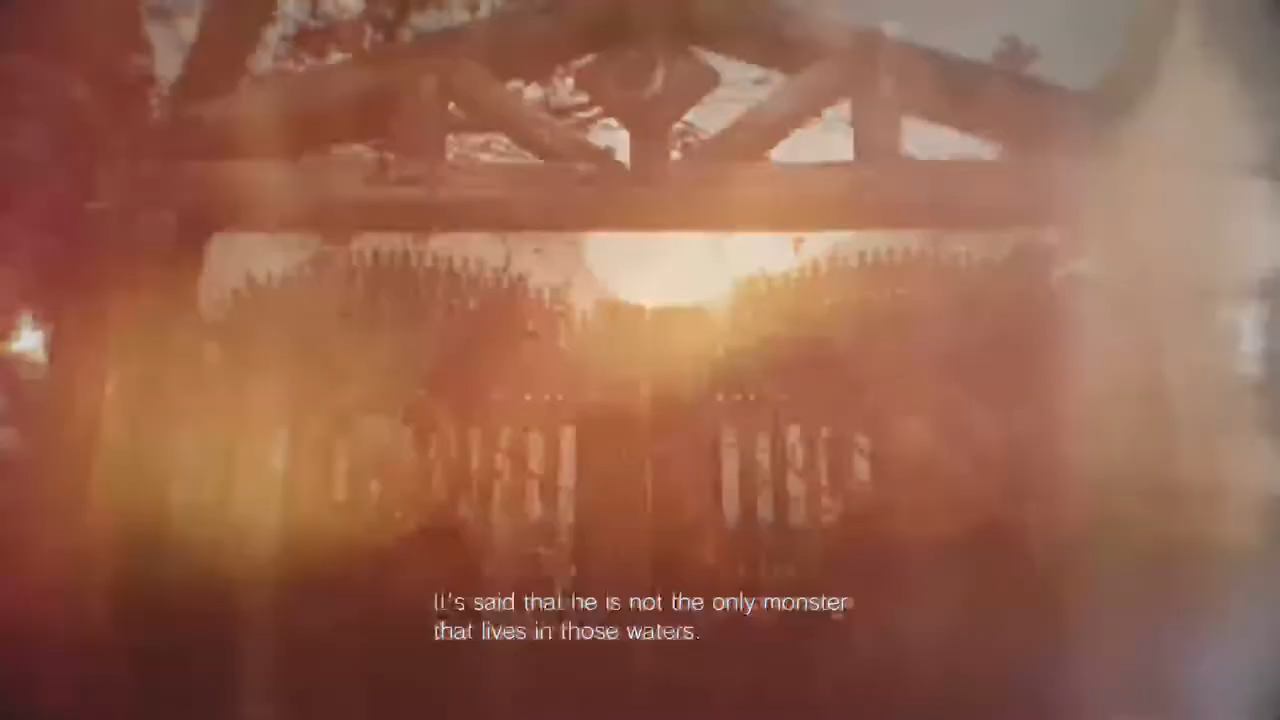 It's said that he is not the only monster
that lives in those waters.